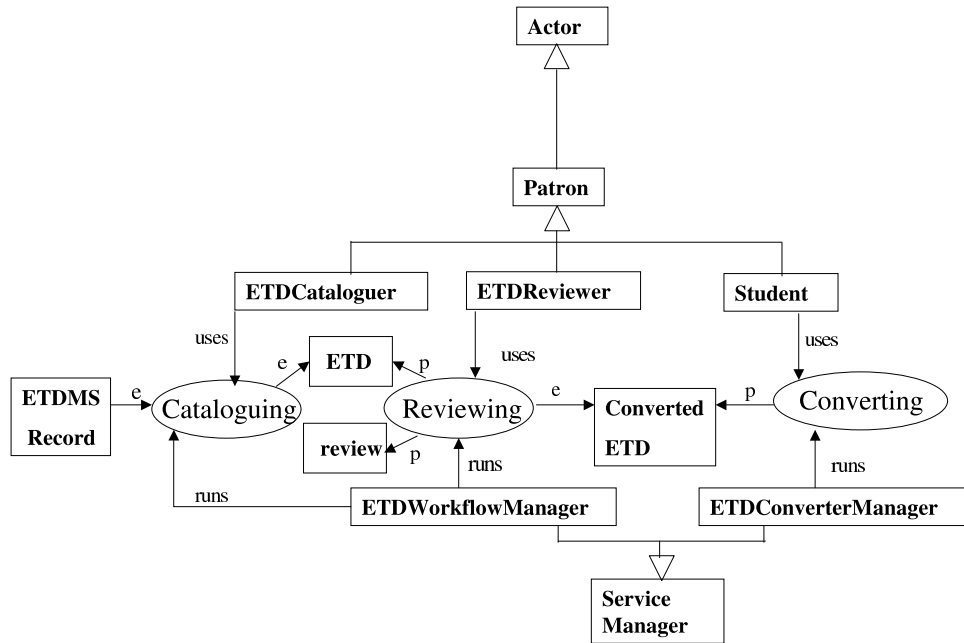 Actor
Patron
ETDCataloguer
ETDReviewer
Student
uses
uses
uses
ETD
e
p
ETDMS
Record
e
Cataloguing
Reviewing
e
Converted
ETD
p
Converting
review
p
runs
runs
runs
ETDWorkflowManager
ETDConverterManager
Service
Manager